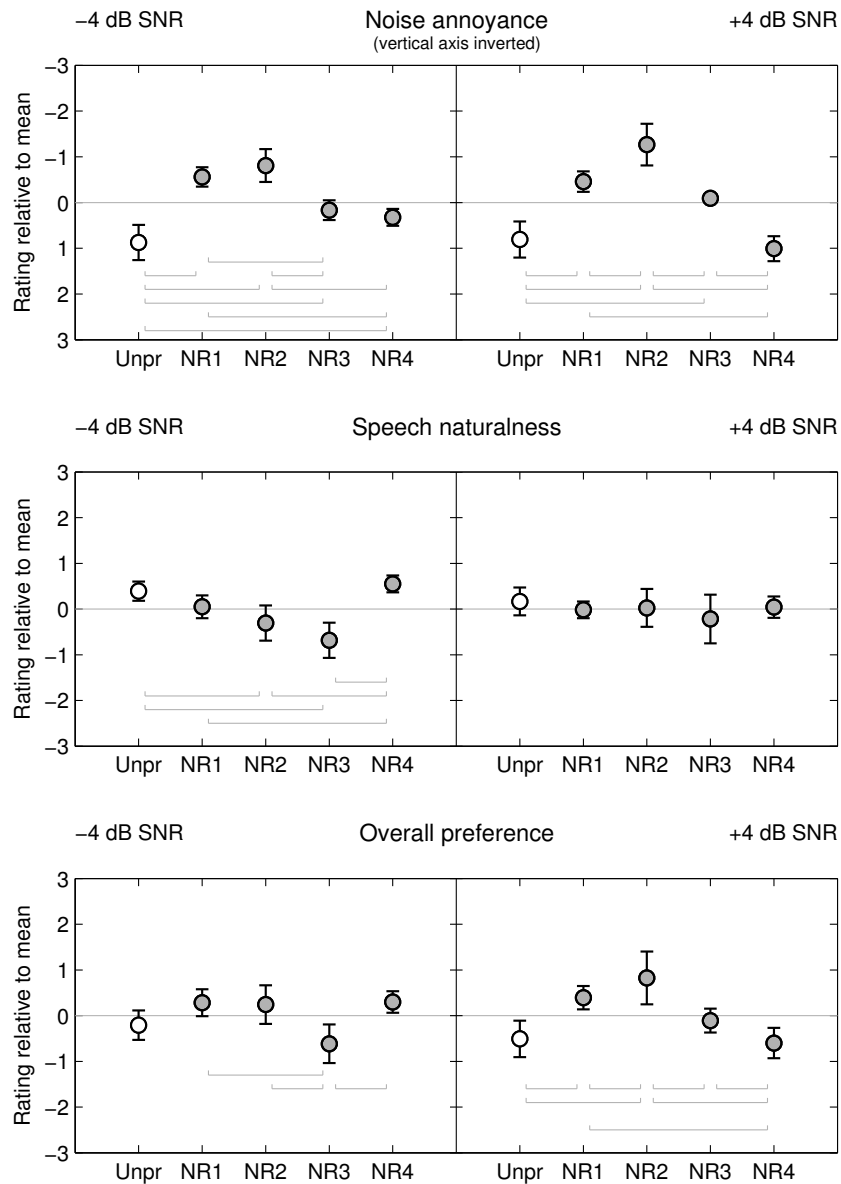 −4 dB SNR Noise annoyance +4 dB SNR
(vertical axis inverted)
Rating relative to mean
−3
−2
−1
0
1
2
3
Unpr NR1 NR2 NR3 NR4 Unpr NR1 NR2 NR3 NR4
−4 dB SNR Speech naturalness +4 dB SNR
Rating relative to mean
3
2
1
0
−1
−2
−3
Unpr NR1 NR2 NR3 NR4 Unpr NR1 NR2 NR3 NR4
−4 dB SNR Overall preference +4 dB SNR
Rating relative to mean
3
2
1
0
−1
−2
−3
Unpr NR1 NR2 NR3 NR4 Unpr NR1 NR2 NR3 NR4